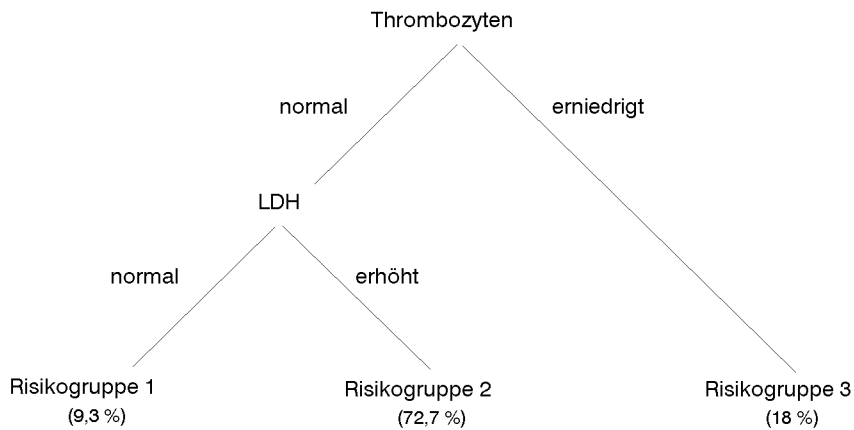 Thrombozyten
normal
erniedrigt
LDH
normal
erhöht
Risikogruppe 1
(9,3 %)
Risikogruppe 2
(72,7 %)
Risikogruppe 3
(18 %)